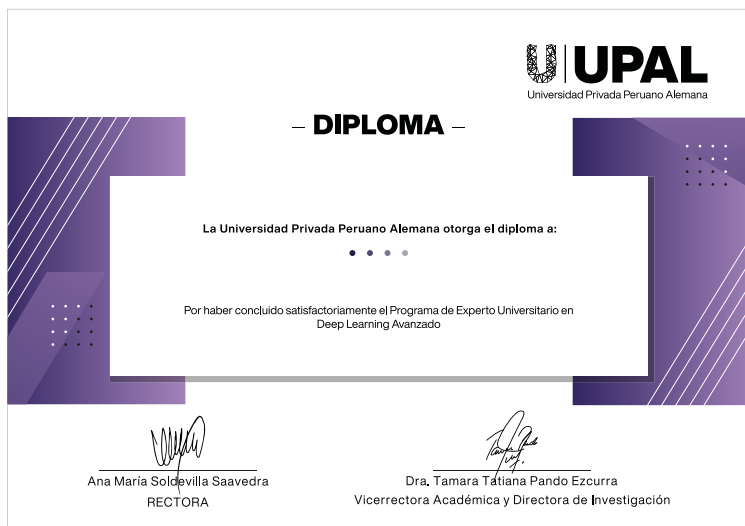 UPAL
Universidad Privada Peruano Alemana
– DIPLOMA –
La Universidad Privada Peruano Alemana otorga el diploma a:
Por haber concluido satisfactoriamente el Programa de Experto Universitario en
Deep Learning Avanzado
Ana María Soldevilla Saavedra
RECTORA
Dra. Tamara Tatiana Pando Ezcurra
Vicerrectora Académica y Directora de Investigación